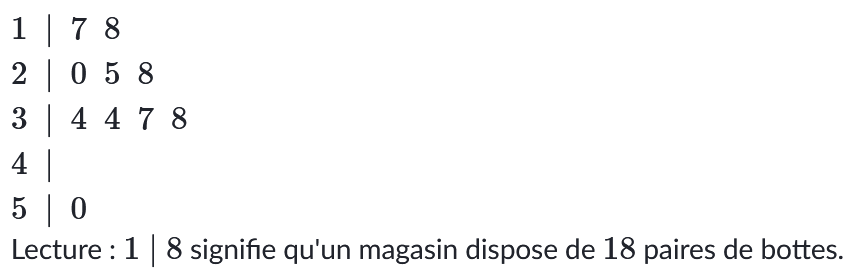 1 | 7 8
2 | 0 5 8
3 | 4 4 7 8
4 |
5 | 0
Lecture : 1 | 8 signifie qu'un magasin dispose de 18 paires de bottes.